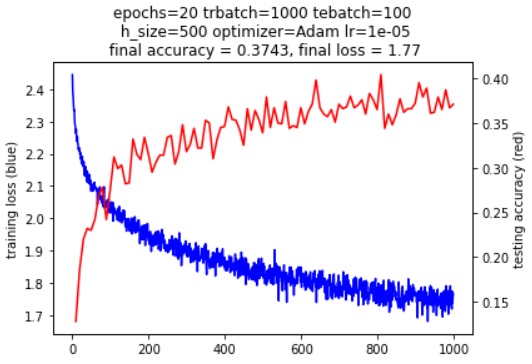 epochs=20 trbatch=1000 tebatch=100
h_size=500 optimizer=Adam lr=1e-05
final accuracy = 0.3743, final loss = 1.77
training loss (blue)
2.4
2.3
2.2
2.1
2.0
1.9
1.8
1.7
0.40
0.35
0.30
0.25
0.20
0.15
testing accuracy (red)
0 200 400 600 800 1000